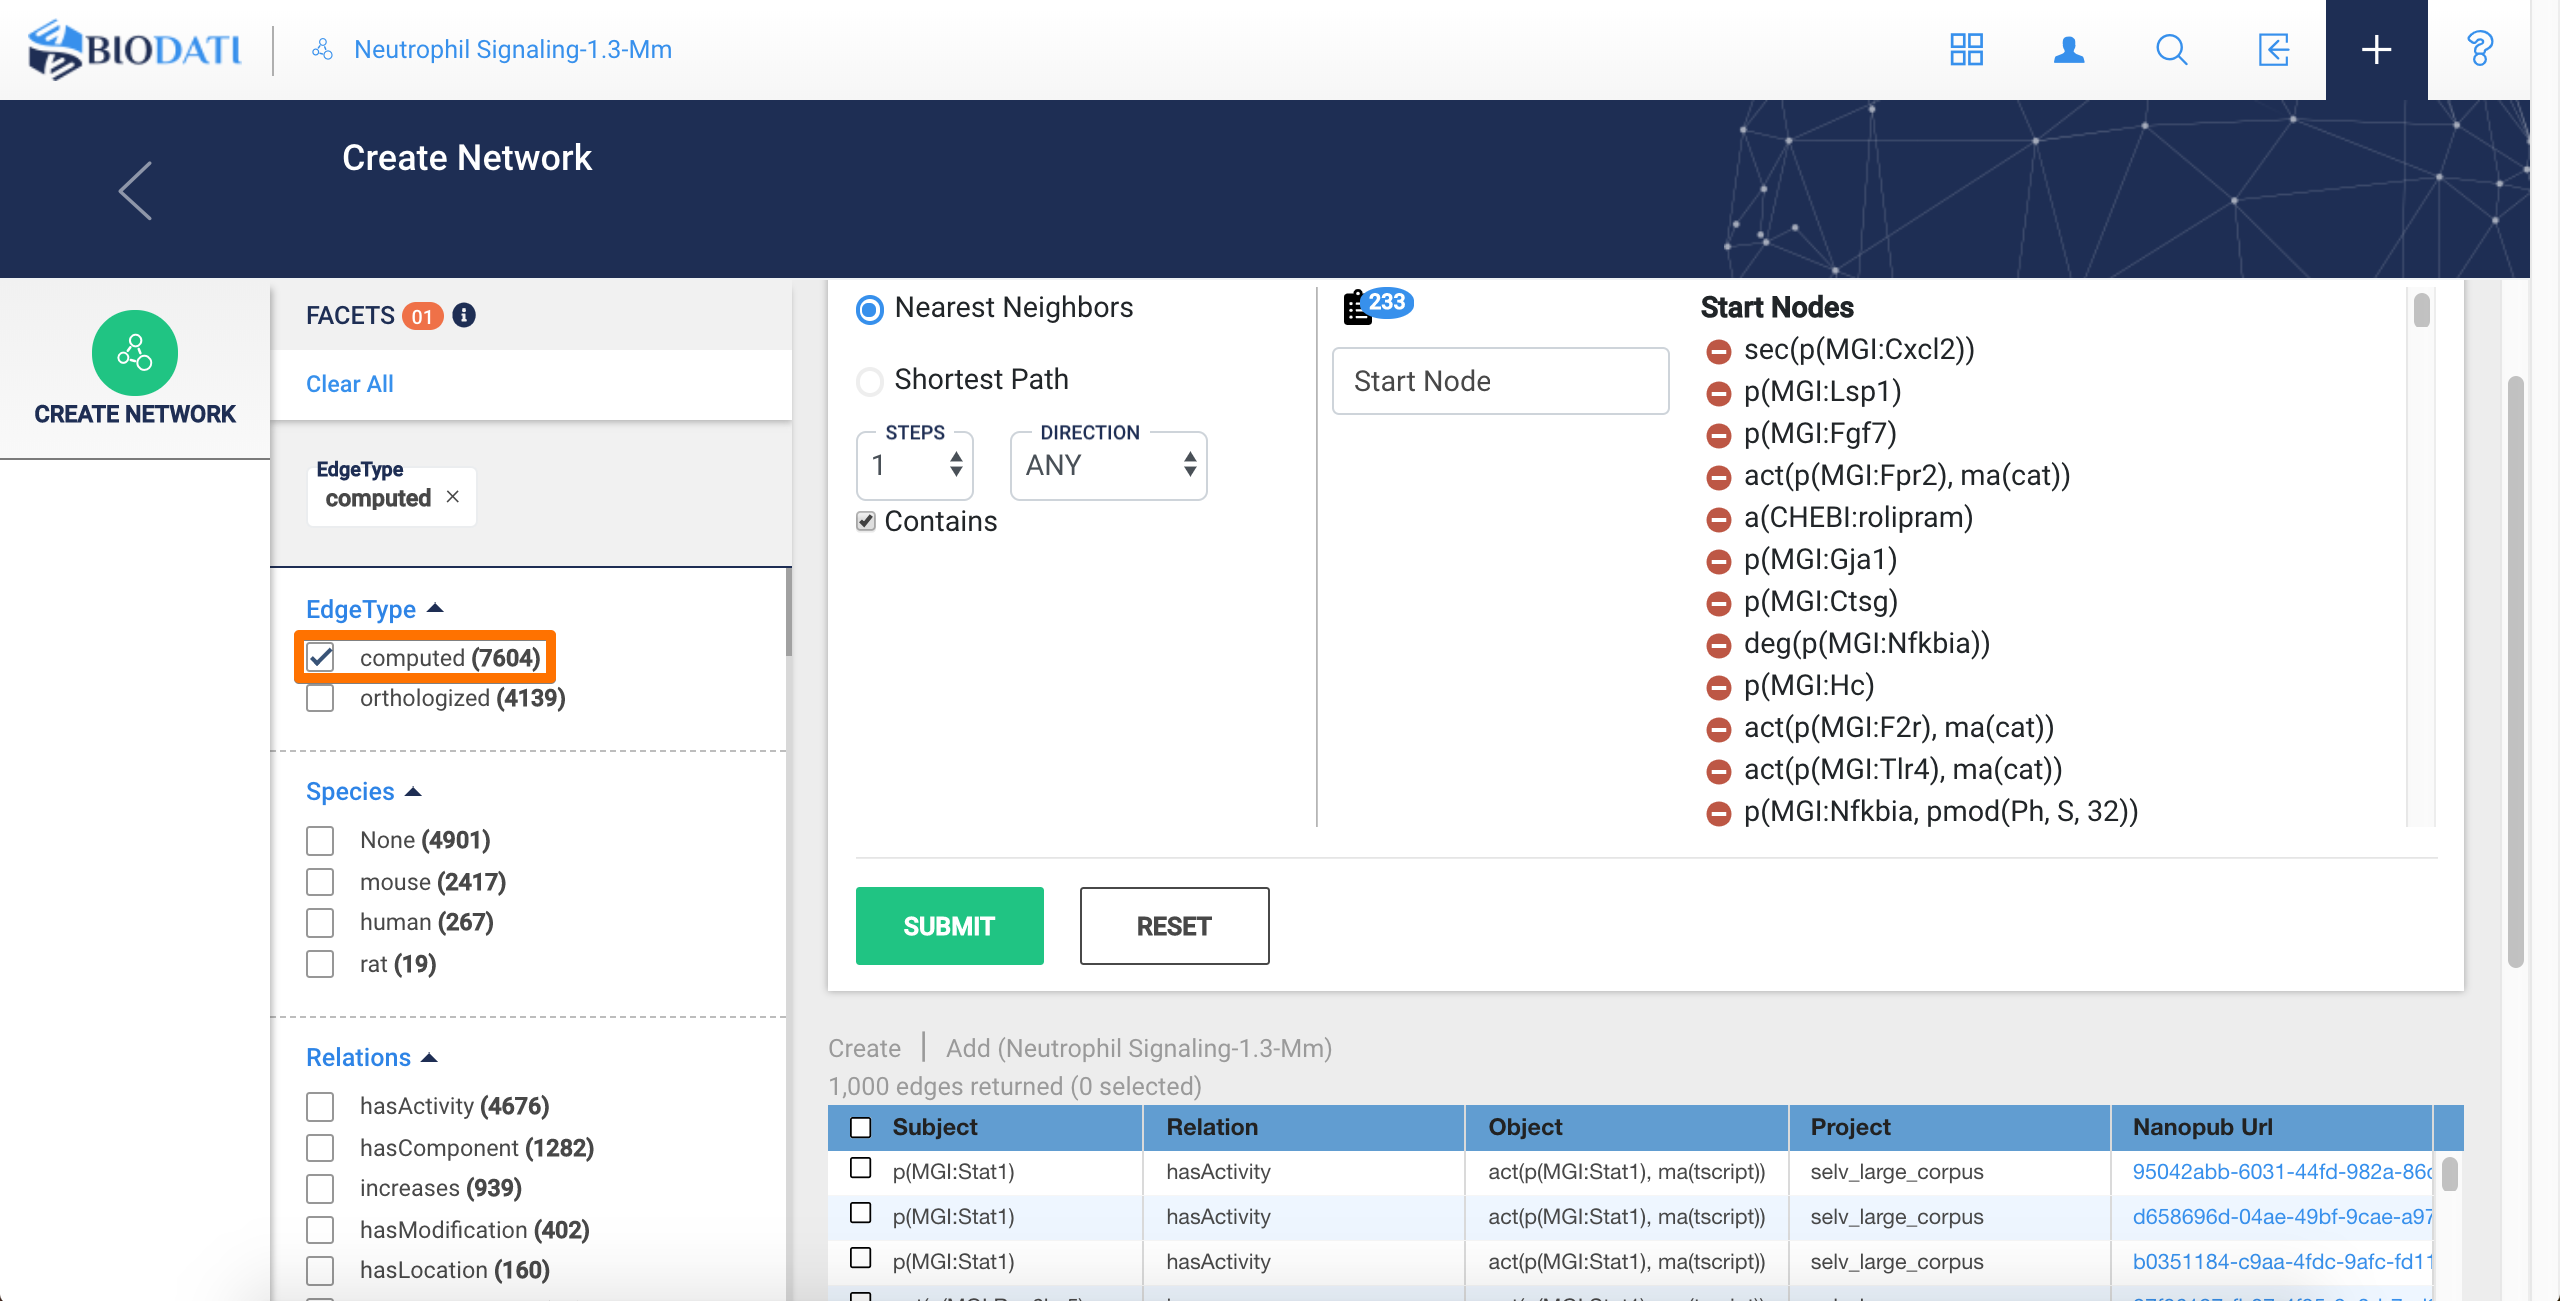 BIODATI
Neutrophil Signaling-1.3-Mm
Create Network
CREATE NETWORK
FACETS 01
Clear All
EdgeType
computed ×
EdgeType
computed (7604)
orthologized (4139)
Species
None (4901)
mouse (2417)
human (267)
rat (19)
Relations
hasActivity (4676)
hasComponent (1282)
increases (939)
hasModification (402)
hasLocation (160)
Nearest Neighbors
Shortest Path
STEPS
1
DIRECTION
ANY
Contains
233
Start Node
Start Nodes
sec(p(MGI:Cxcl2))
p(MGI:Lsp1)
p(MGI:Fgf7)
act(p(MGI:Fpr2), ma(cat))
a(CHEBI:rolipram)
p(MGI:Gja1)
p(MGI:Ctsg)
deg(p(MGI:Nfkbia))
p(MGI:Hc)
act(p(MGI:F2r), ma(cat))
act(p(MGI:Tlr4), ma(cat))
p(MGI:Nfkbia, pmod(Ph, S, 32))
SUBMIT
RESET
Create | Add (Neutrophil Signaling-1.3-Mm)
1,000 edges returned (0 selected)
Subject Relation Object Project Nanopub Url
p(MGI:Stat1) hasActivity act(p(MGI:Stat1), ma(tscript)) selv_large_corpus 95042abb-6031-44fd-982a-86
p(MGI:Stat1) hasActivity act(p(MGI:Stat1), ma(tscript)) selv_large_corpus d658696d-04ae-49bf-9cae-a97
p(MGI:Stat1) hasActivity act(p(MGI:Stat1), ma(tscript)) selv_large_corpus b0351184-c9aa-4fdc-9afc-fd11